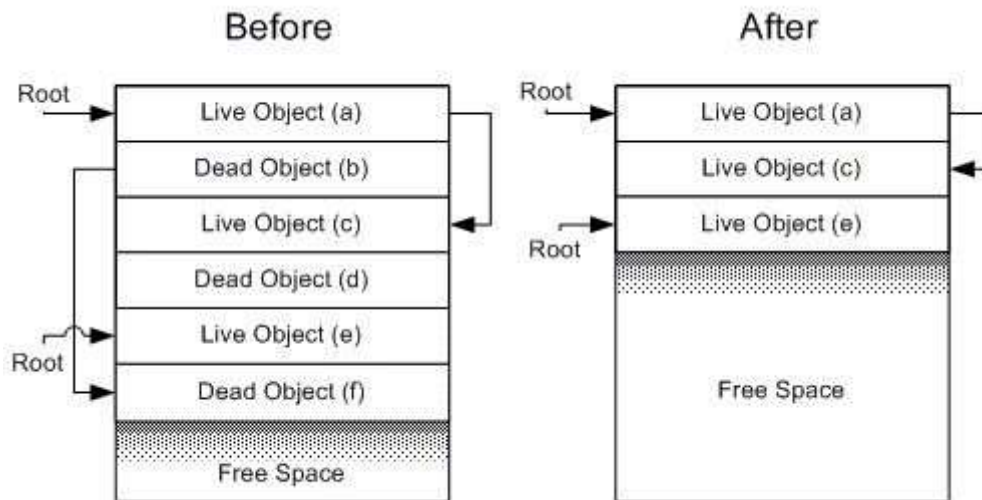 Before
Root
Live Object (a)
Dead Object (b)
Live Object (c)
Dead Object (d)
Live Object (e)
Root
Dead Object (f)
Free Space
After
Root
Live Object (a)
Live Object (c)
Live Object (e)
Root
Free Space